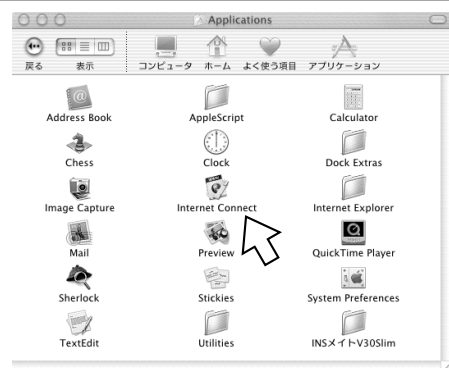 Applications
戻る 表示 コンピュータ ホーム よく使う項目 アプリケーション
Address Book AppleScript Calculator
Chess Clock Dock Extras
Image Capture Internet Connect Internet Explorer
Mail Preview QuickTime Player
Sherlock Stickies System Preferences
TextEdit Utilities INSメイトV30Slim